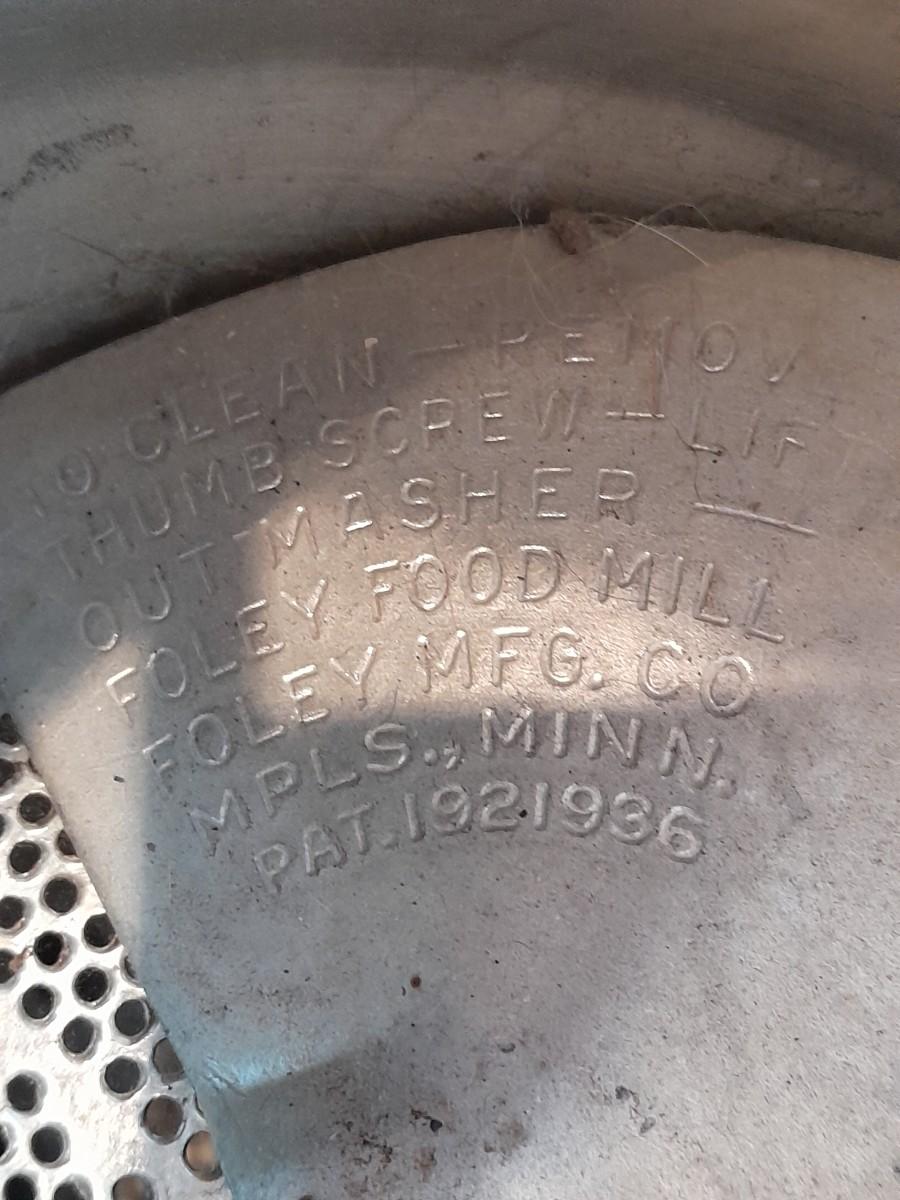 TO CLEAN — REMOV
THUMB SCREW — LIF
OUT MASHER —
FOLEY FOOD MILL
FOLEY MFG. CO
MPLS., MINN.
PAT. 1921936